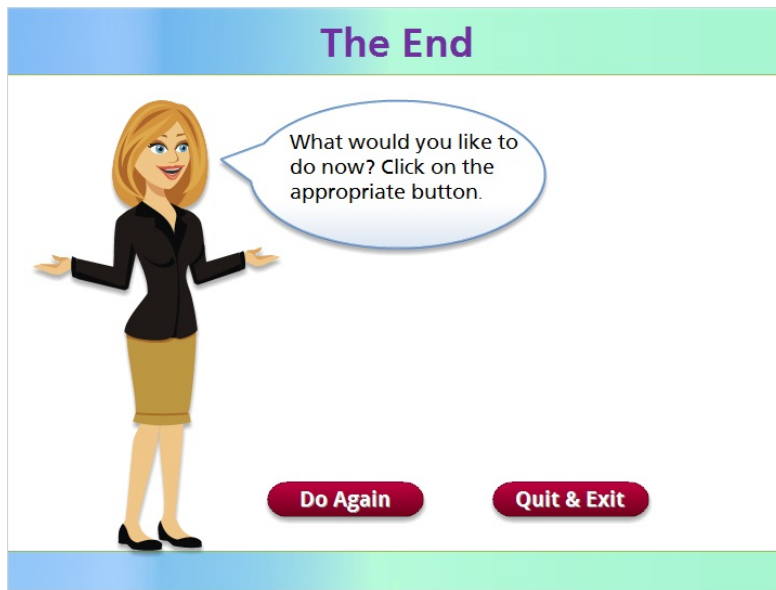 The End
What would you like to
do now? Click on the
appropriate button.
Do Again
Quit & Exit